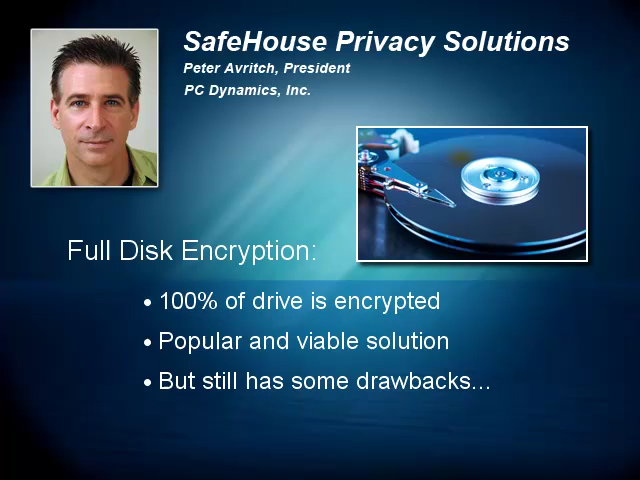 SafeHouse Privacy Solutions
Peter Avritch, President
PC Dynamics, Inc.
Full Disk Encryption:
• 100% of drive is encrypted
• Popular and viable solution
• But still has some drawbacks...